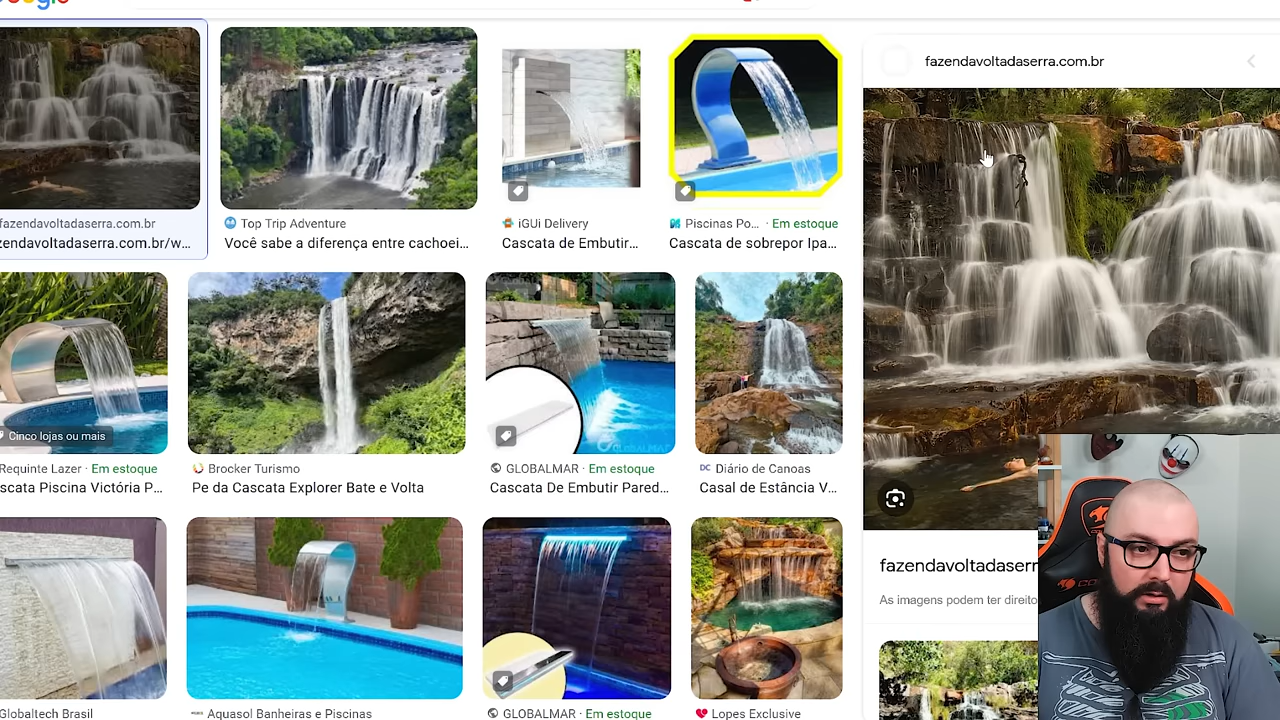 fazendavoltadaserra.com.br
fazendavoltadaserra.com.br
zendavoltadaserra.com.br/w...
Top Trip Adventure
Você sabe a diferença entre cachoei...
iGUi Delivery
Cascata de Embutir...
Piscinas Po... · Em estoque
Cascata de sobrepor Ipa...
Cinco lojas ou mais
Requinte Lazer · Em estoque
scata Piscina Victória P...
Brocker Turismo
Pe da Cascata Explorer Bate e Volta
GLOBALMAR
GLOBALMAR · Em estoque
Cascata De Embutir Pared...
DC Diário de Canoas
Casal de Estância V...
fazendavoltadaserr
As imagens podem ter direito
Globaltech Brasil
Aquasol Banheiras e Piscinas
GLOBALMAR · Em estoque
Lopes Exclusive